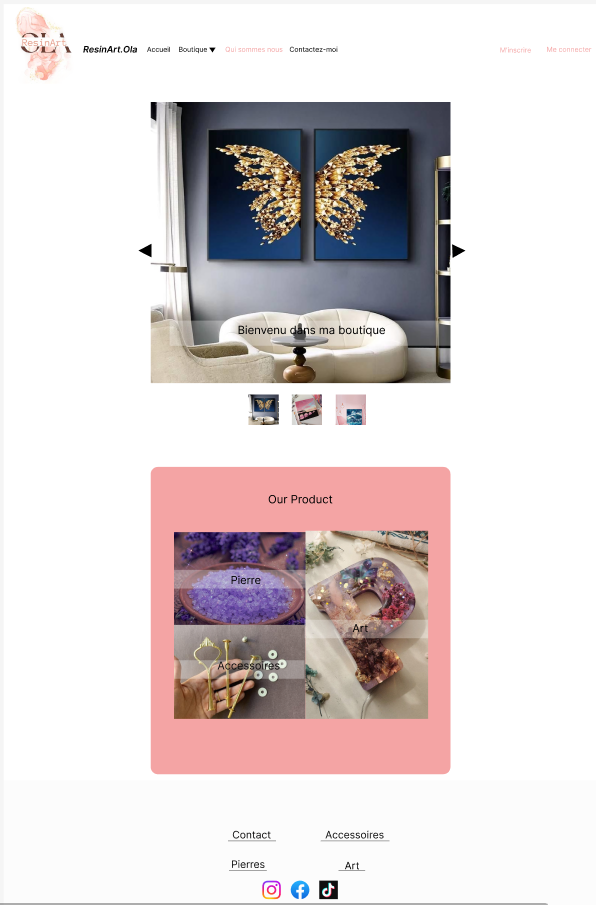 OLA
ResinArt
ResinArt.Ola Accueil Boutique ▼ Qui sommes nous Contactez-moi M'inscrire Me connecter
Bienvenu dans ma boutique
Our Product
Pierre
Art
Accessoires
Contact Accessoires
Pierres Art